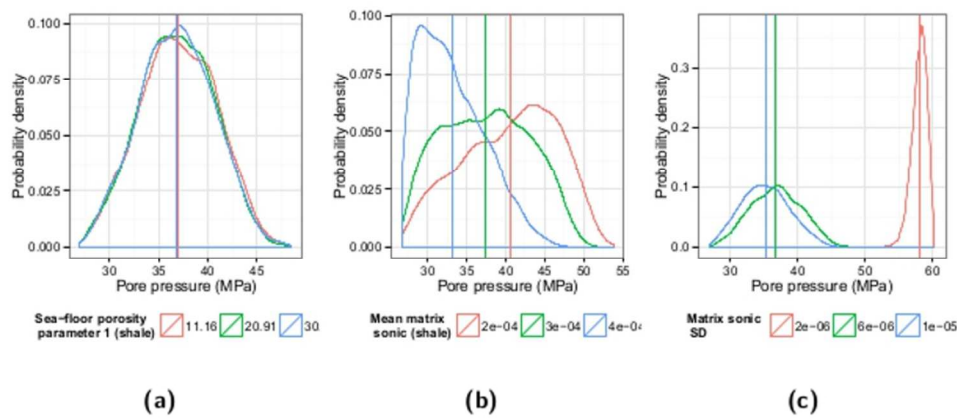 0.100
0.075
0.050
0.025
0.000
Probability density
30 35 40 45
Pore pressure (MPa)
Sea-floor porosity
parameter 1 (shale) 11.16 20.91 30.
(a)
0.100
0.075
0.050
0.025
0.000
Probability density
30 35 40 45 50 55
Pore pressure (MPa)
Mean matrix
sonic (shale) 2e-04 3e-04 4e-04
(b)
0.3
0.2
0.1
0.0
Probability density
30 40 50 60
Pore pressure (MPa)
Matrix sonic
SD 2e-06 6e-06 1e-05
(c)